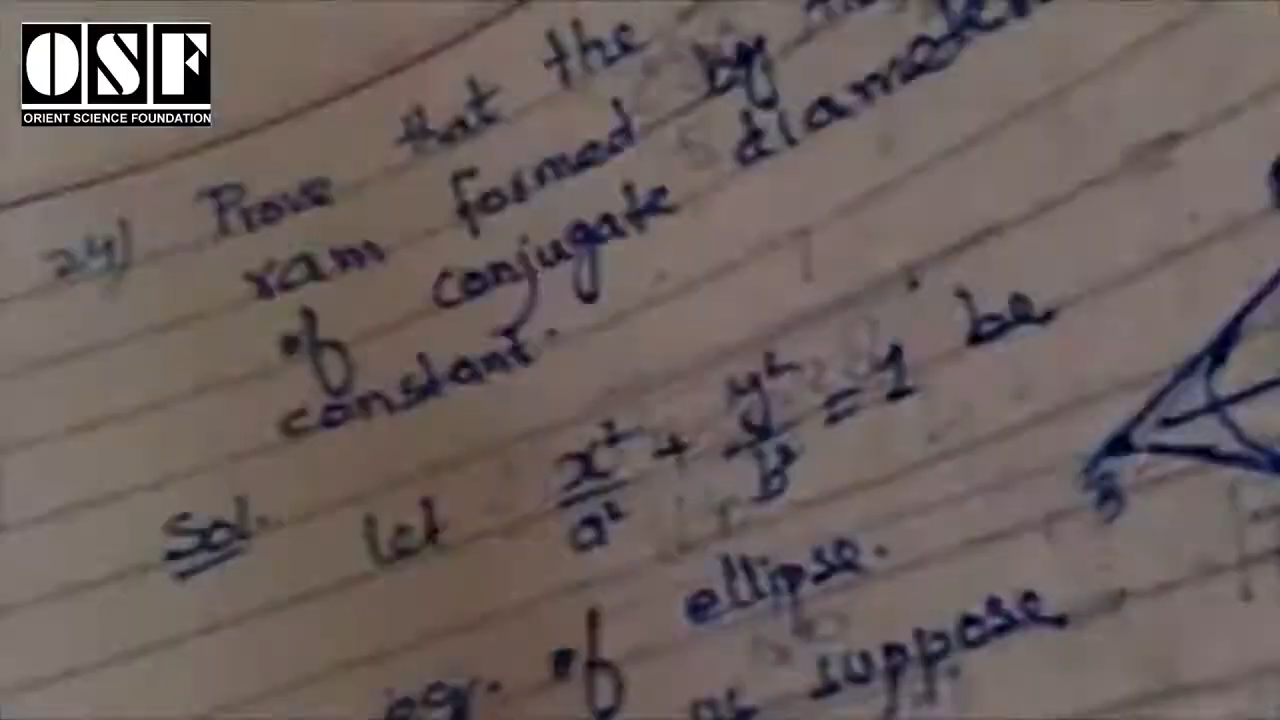 OSF
ORIENT SCIENCE FOUNDATION
24) Prove that the
ram formed by
of conjugate diameter
constant.
Sol. Let x²/a² + y²/b² = 1 be
of ellipse.
suppose